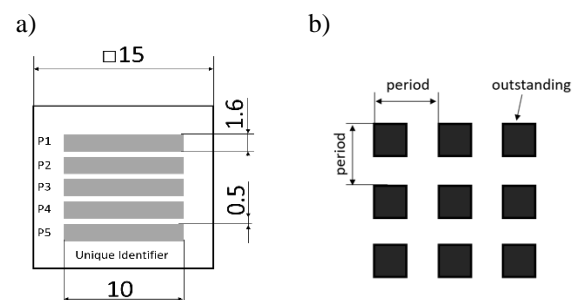 a)
□15
1.6
P1
P2
P3
P4
P5
0.5
Unique Identifier
10
b)
period
outstanding
period